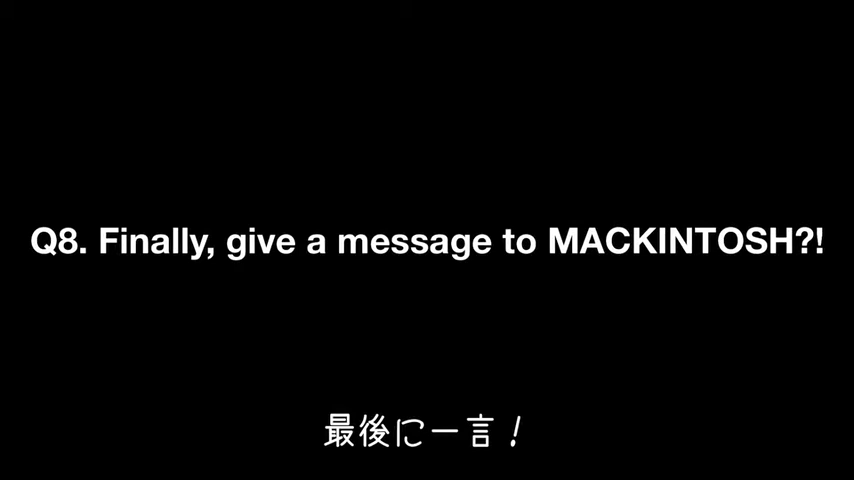 Q8. Finally, give a message to MACKINTOSH?!
最後に一言！